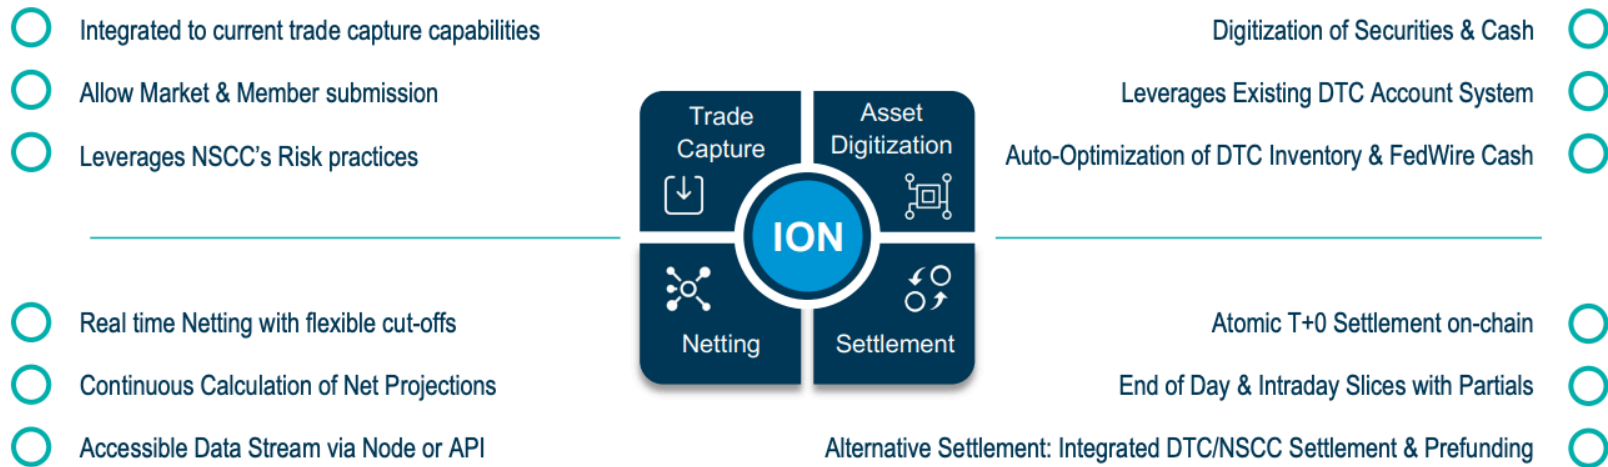 Integrated to current trade capture capabilities
Allow Market & Member submission
Leverages NSCC's Risk practices
Trade
Capture
Asset
Digitization
Digitization of Securities & Cash
Leverages Existing DTC Account System
Auto-Optimization of DTC Inventory & FedWire Cash
ION
Real time Netting with flexible cut-offs
Continuous Calculation of Net Projections
Accessible Data Stream via Node or API
Netting
Settlement
Atomic T+0 Settlement on-chain
End of Day & Intraday Slices with Partials
Alternative Settlement: Integrated DTC/NSCC Settlement & Prefunding